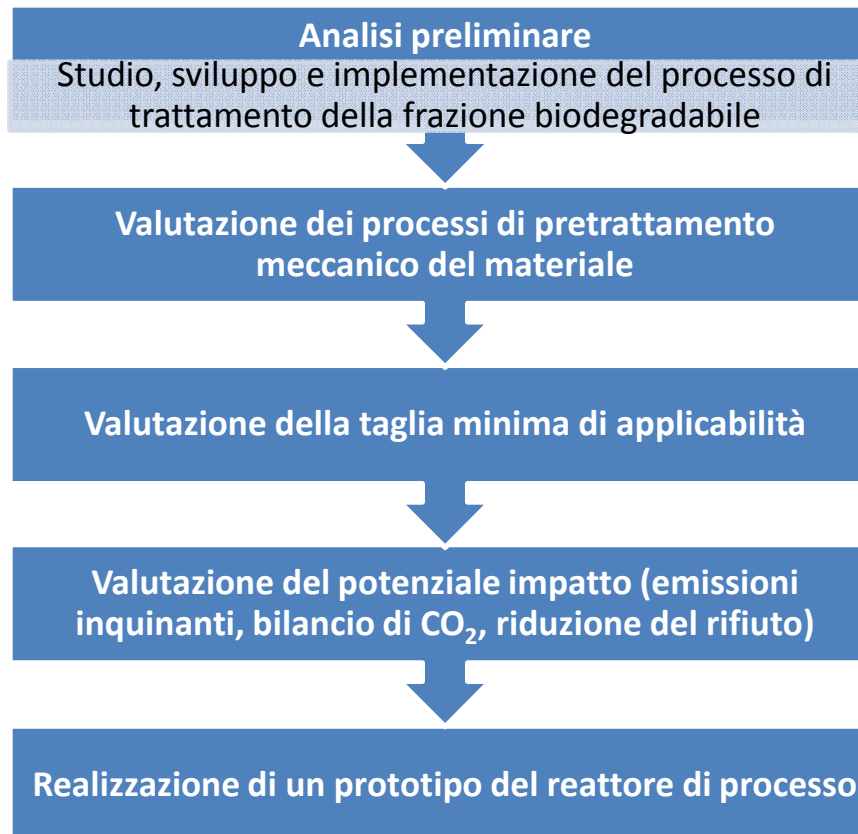 Analisi preliminare
Studio, sviluppo e implementazione del processo di
trattamento della frazione biodegradabile
Valutazione dei processi di pretrattamento
meccanico del materiale
Valutazione della taglia minima di applicabilità
Valutazione del potenziale impatto (emissioni
inquinanti, bilancio di CO₂, riduzione del rifiuto)
Realizzazione di un prototipo del reattore di processo